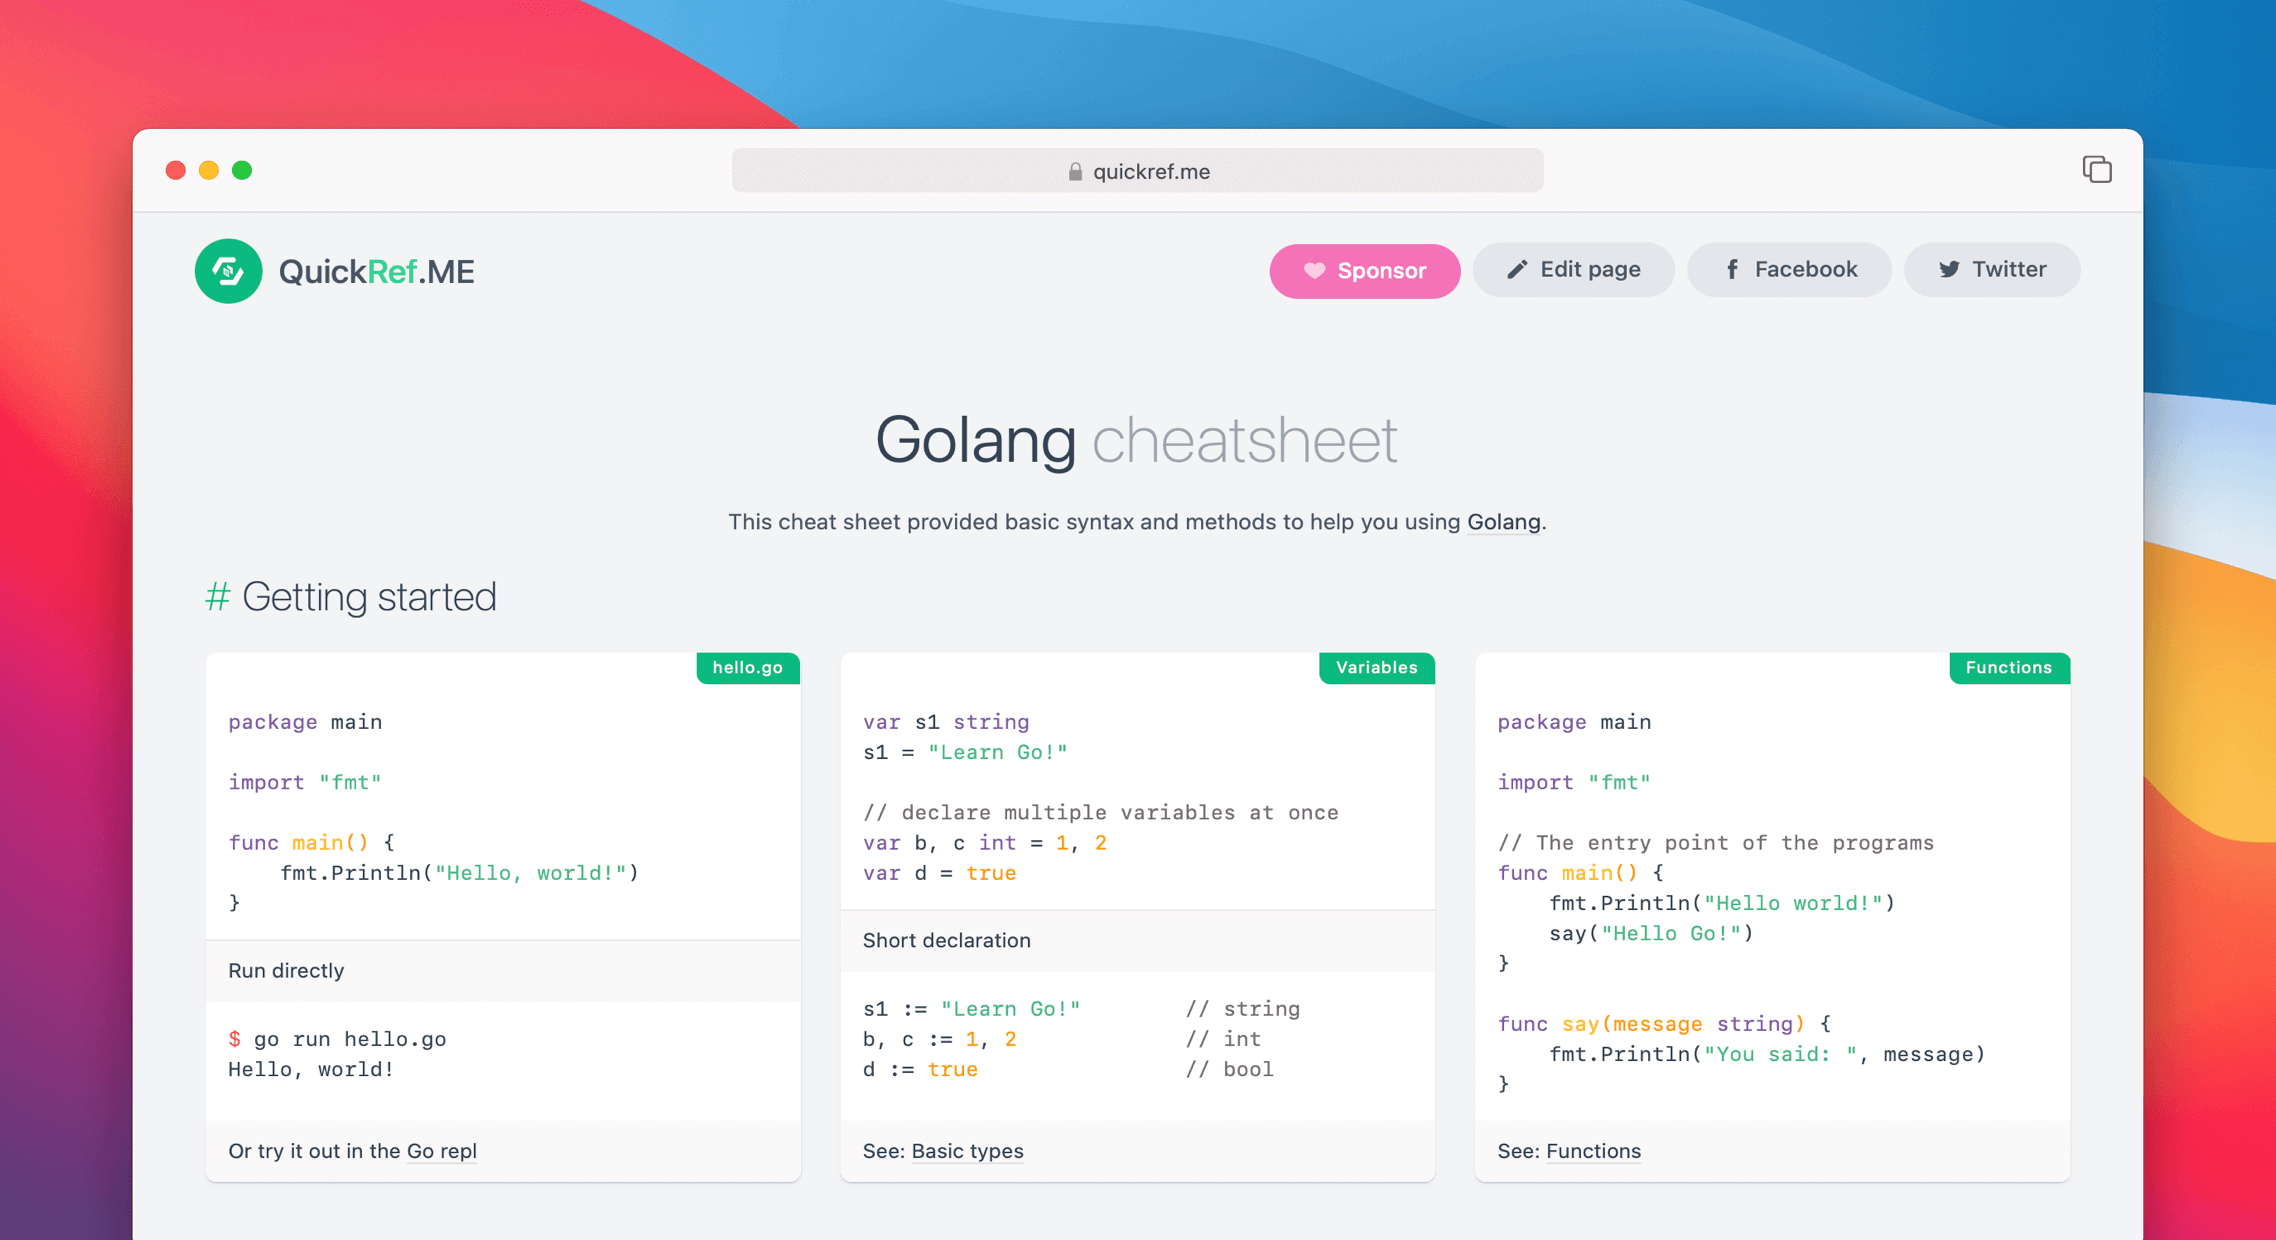 quickref.me
QuickRef.ME
Sponsor
Edit page
Facebook
Twitter
Golang cheatsheet
This cheat sheet provided basic syntax and methods to help you using Golang.
# Getting started
hello.go
package main
import "fmt"
func main() {
    fmt.Println("Hello, world!")
}
Run directly
$ go run hello.go
Hello, world!
Or try it out in the Go repl
Variables
var s1 string
s1 = "Learn Go!"
// declare multiple variables at once
var b, c int = 1, 2
var d = true
Short declaration
s1 := "Learn Go!"        // string
b, c := 1, 2             // int
d := true                // bool
See: Basic types
Functions
package main
import "fmt"
// The entry point of the programs
func main() {
    fmt.Println("Hello world!")
    say("Hello Go!")
}
func say(message string) {
    fmt.Println("You said: ", message)
}
See: Functions